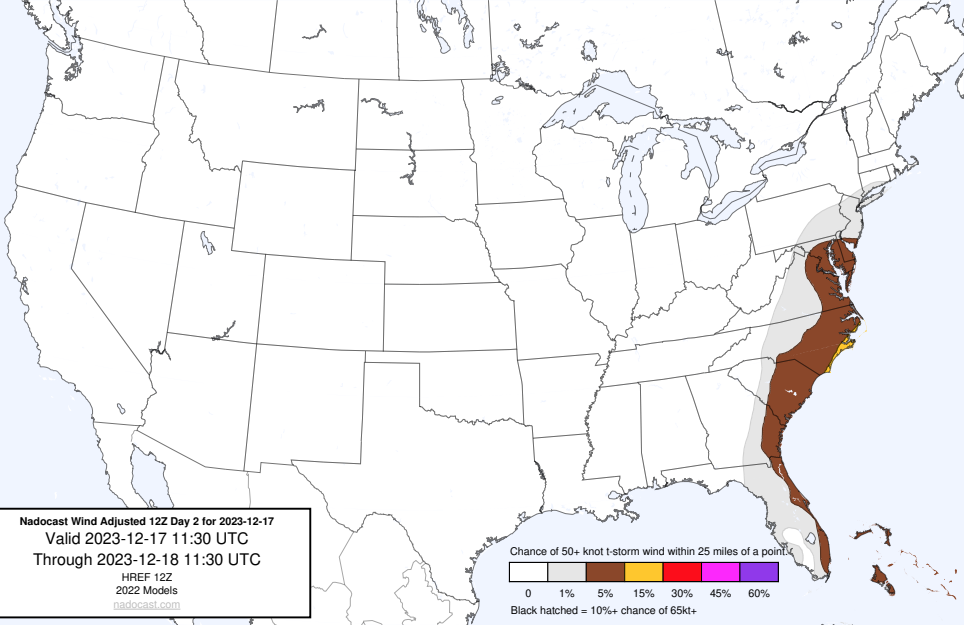 Nadocast Wind Adjusted 12Z Day 2 for 2023-12-17
Valid 2023-12-17 11:30 UTC
Through 2023-12-18 11:30 UTC
HREF 12Z
2022 Models
nadocast.com
Chance of 50+ knot t-storm wind within 25 miles of a point.
0 1% 5% 15% 30% 45% 60%
Black hatched = 10%+ chance of 65kt+